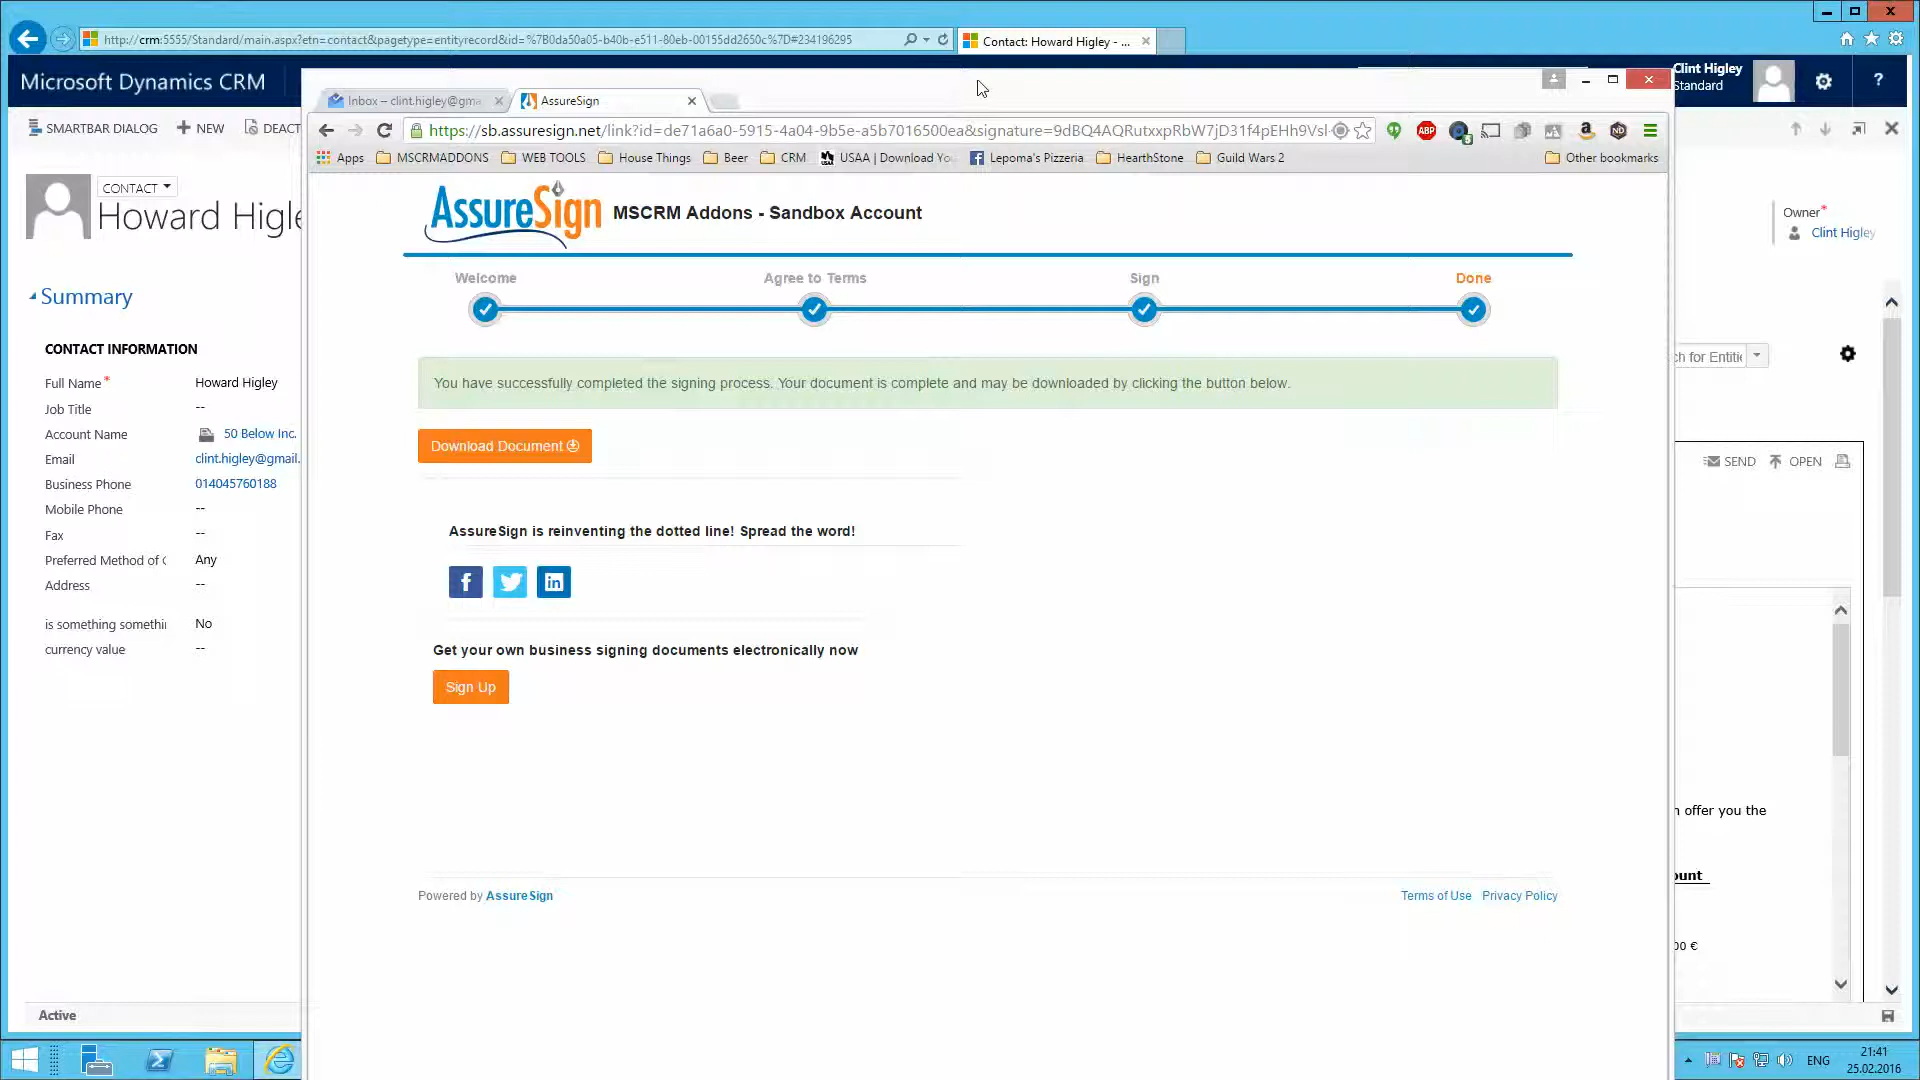 http://crm:5555/Standard/main.aspx?etn=contact&pagetype=entityrecord&id=%7B0da50a05-b40b-e511-80eb-00155dd2650c%7D#234196295
Contact: Howard Higley - ...
Microsoft Dynamics CRM
Clint Higley
Standard
?
Inbox – clint.higley@gma
AssureSign
SMARTBAR DIALOG
NEW
DEACT
https://sb.assuresign.net/link?id=de71a6a0-5915-4a04-9b5e-a5b7016500ea&signature=9dBQ4AQRutxxpRbW7jD31f4pEHh9Vsl
ABP
Apps
MSCRMADDONS
WEB TOOLS
House Things
Beer
CRM
USAA | Download Yo
Lepoma's Pizzeria
HearthStone
Guild Wars 2
Other bookmarks
CONTACT
Howard Higle
AssureSign
MSCRM Addons - Sandbox Account
Owner*
Clint Higley
Welcome
Agree to Terms
Sign
Done
Summary
CONTACT INFORMATION
Full Name*
Howard Higley
Job Title
--
Account Name
50 Below Inc.
Email
clint.higley@gmail.
Business Phone
014045760188
Mobile Phone
--
Fax
--
Preferred Method of C
Any
Address
--
is something somethi
No
currency value
--
You have successfully completed the signing process. Your document is complete and may be downloaded by clicking the button below.
Download Document
AssureSign is reinventing the dotted line! Spread the word!
f
in
Get your own business signing documents electronically now
Sign Up
Powered by AssureSign
Terms of Use
Privacy Policy
ch for Entiti
SEND
OPEN
n offer you the
ount
00 €
Active
ENG
21:41
25.02.2016